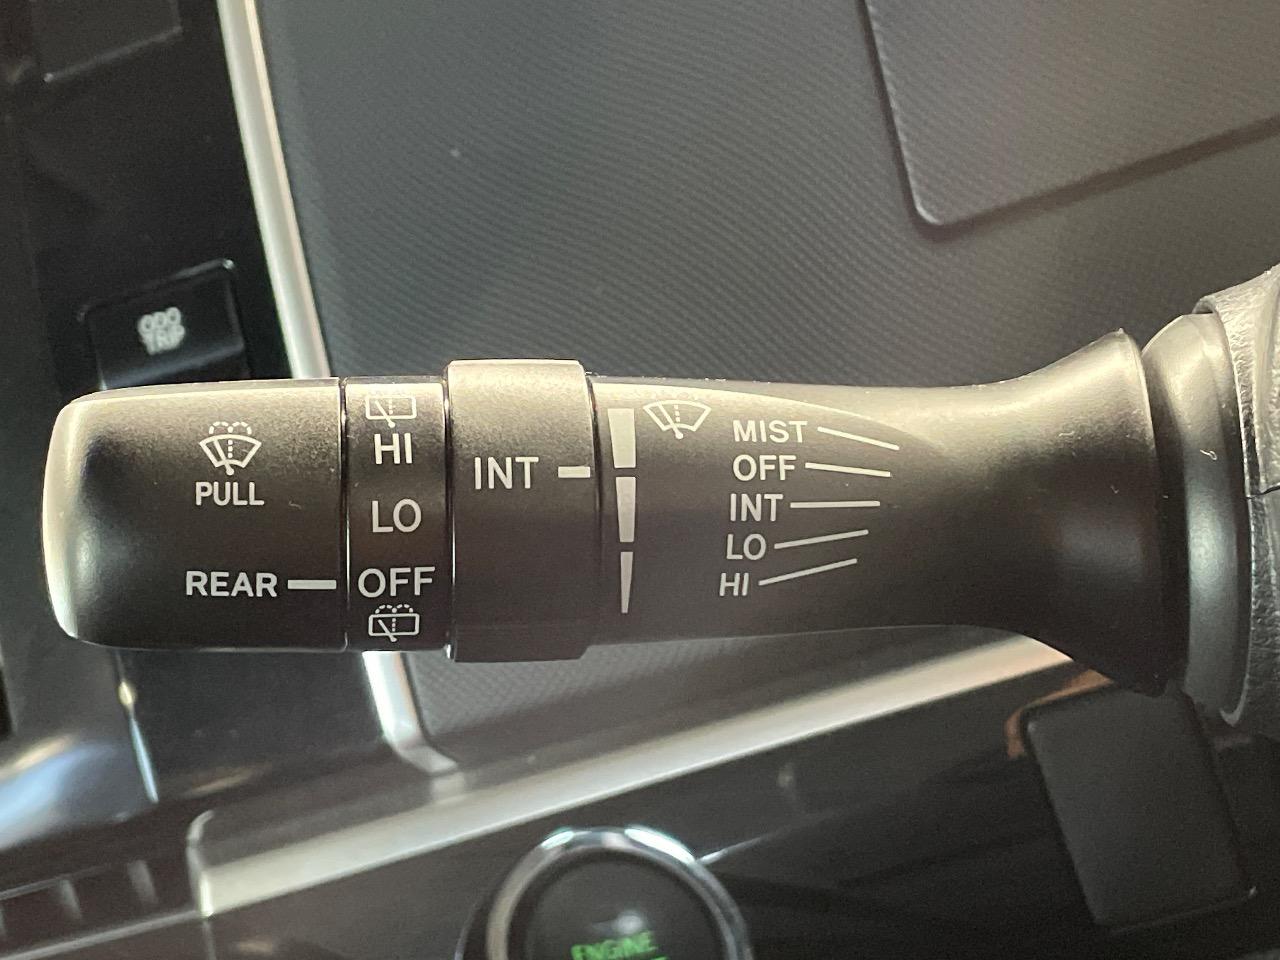 ODO
TRIP
PULL
REAR
HI
LO
OFF
INT
MIST
OFF
INT
LO
HI
ENGINE